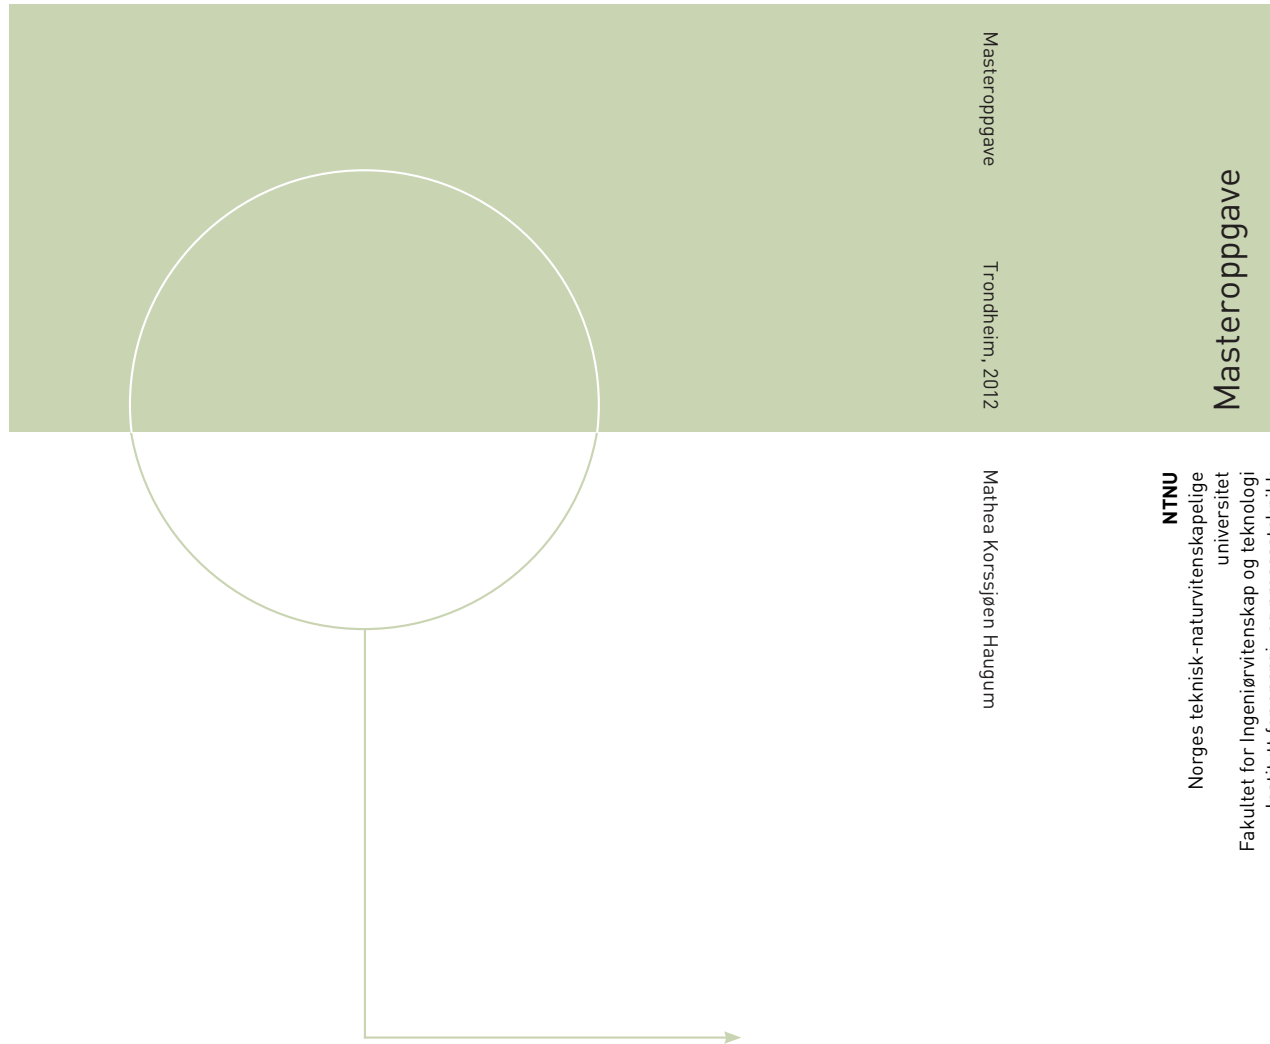 Masteroppgave
Trondheim, 2012
Mathea Korssjøen Haugum
Masteroppgave
NTNU
Norges teknisk-naturvitenskapelige
universitet
Fakultet for Ingeniørvitenskap og teknologi